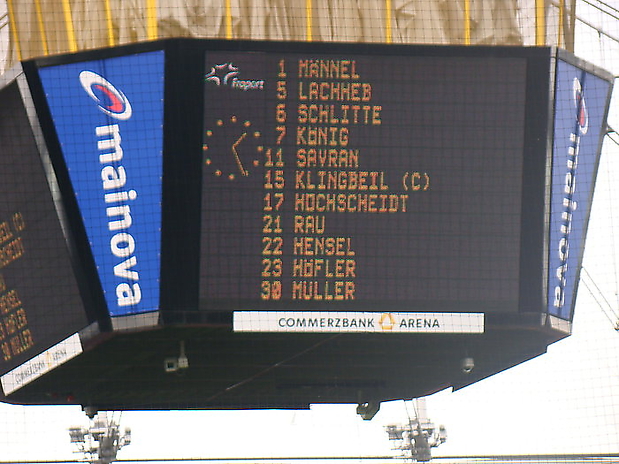 Fraport
1 MÄNNEL
5 LACHHEB
6 SCHLITTE
7 KÖNIG
11 SAVRAN
15 KLINGBEIL (C)
17 HOCHSCHEIDT
21 RAU
22 HENSEL
23 HÖFLER
30 MÜLLER
COMMERZBANK ARENA
mainova
mainova